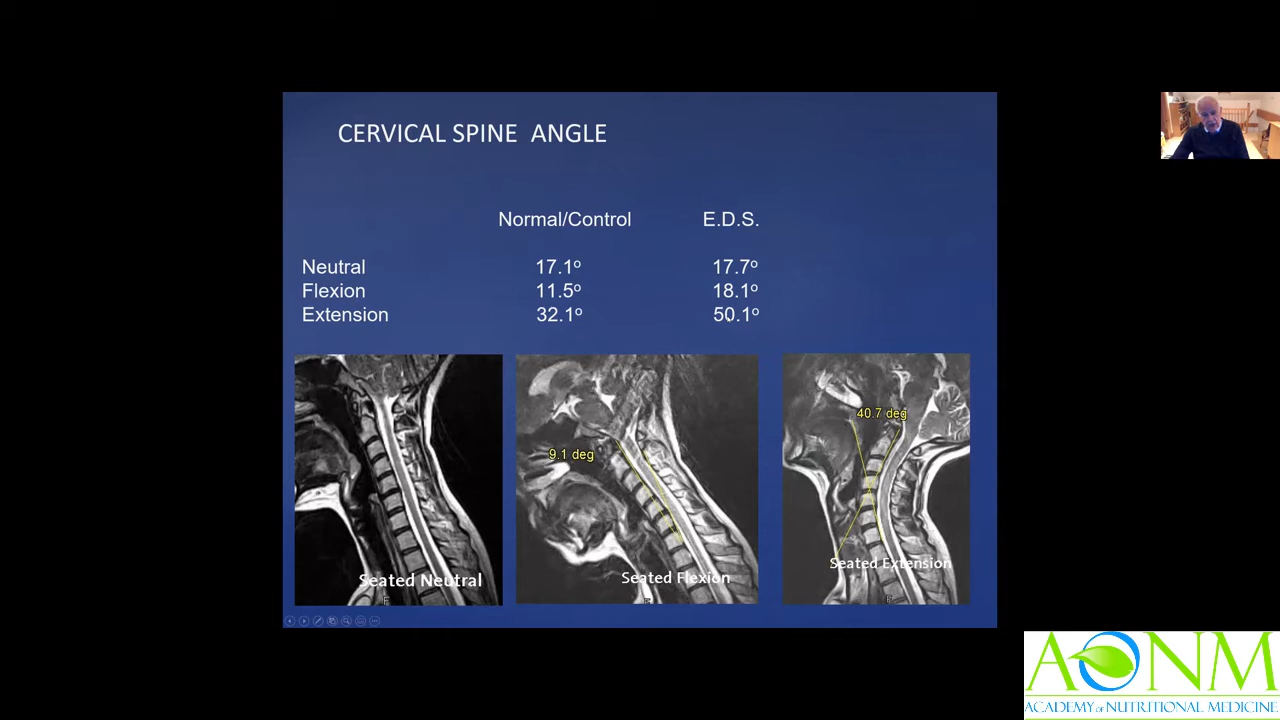 CERVICAL SPINE ANGLE
Normal/Control E.D.S.
Neutral 17.1º 17.7º
Flexion 11.5º 18.1º
Extension 32.1º 50.1º
40.7 deg
9.1 deg
Seated Neutral
Seated Flexion
Seated Extension
F
F
AONM
ACADEMY of NUTRITIONAL MEDICINE